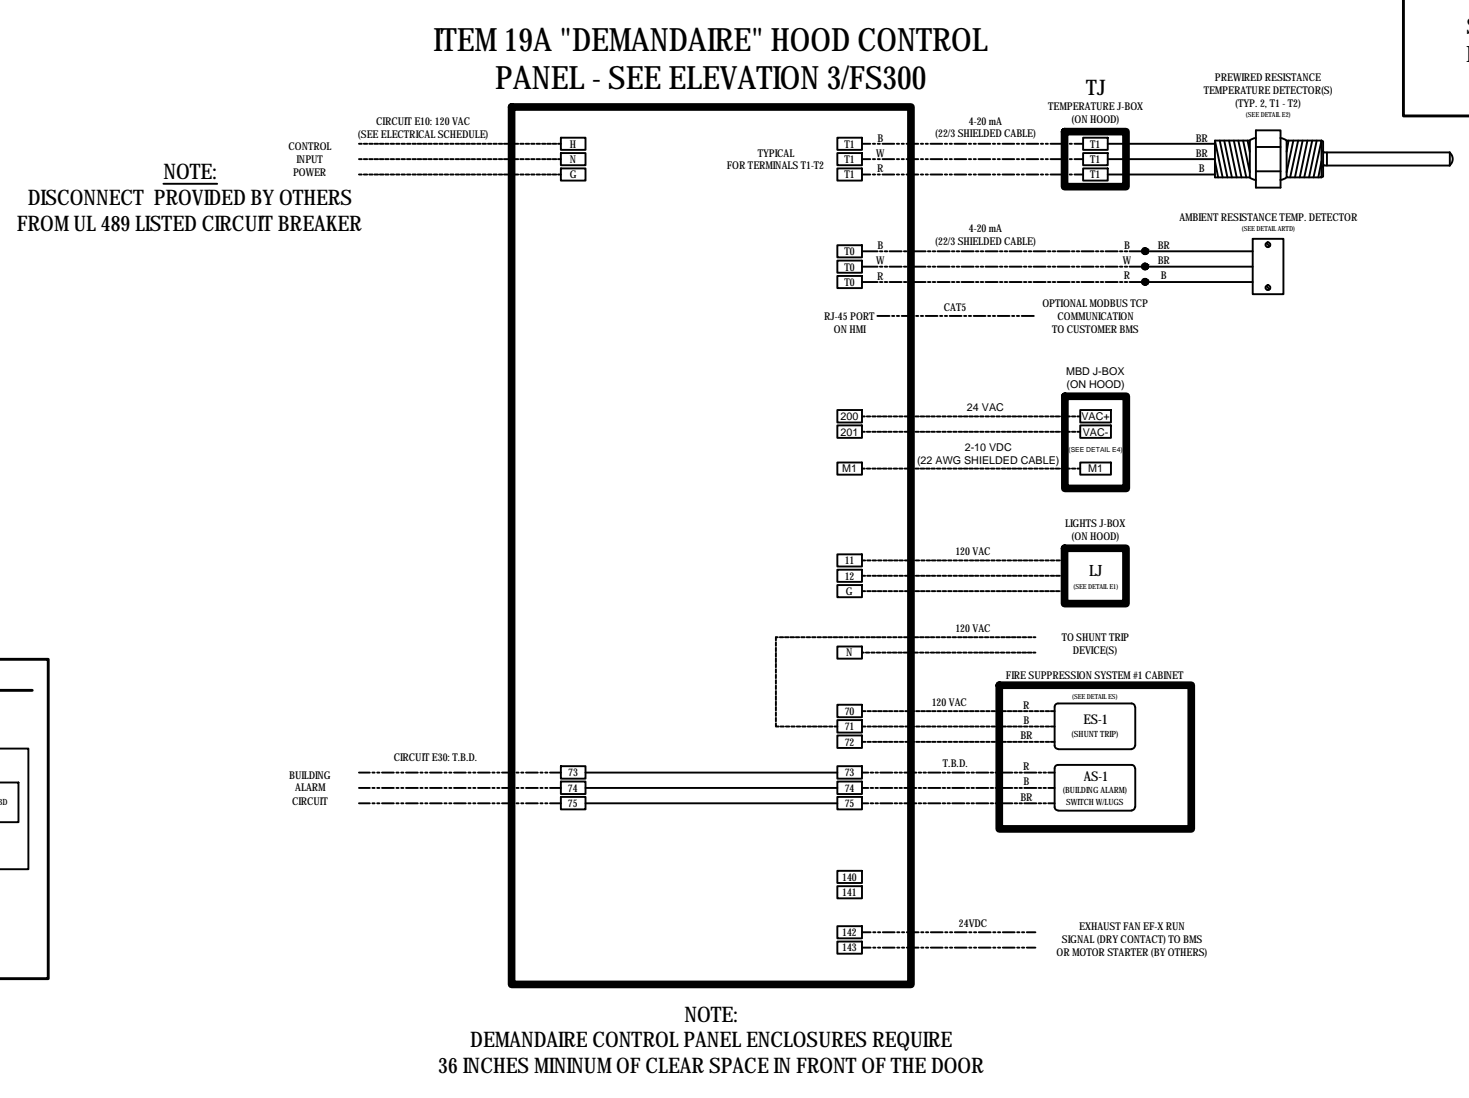 ITEM 19A "DEMANDAIRE" HOOD CONTROL
PANEL - SEE ELEVATION 3/FS300
NOTE:
DISCONNECT PROVIDED BY OTHERS
FROM UL 489 LISTED CIRCUIT BREAKER
CONTROL
INPUT
POWER
CIRCUIT E10: 120 VAC
(SEE ELECTRICAL SCHEDULE)
H
N
G
TYPICAL
FOR TERMINALS T1-T2
T1
T1
T1
B
W
R
4-20 mA
(22/3 SHIELDED CABLE)
TJ
TEMPERATURE J-BOX
(ON HOOD)
T1
T1
T1
BR
BR
B
PREWIRED RESISTANCE
TEMPERATURE DETECTOR(S)
(TYP. 2, T1 - T2)
(SEE DETAIL E2)
T0
T0
T0
B
W
R
4-20 mA
(22/3 SHIELDED CABLE)
B
W
R
BR
BR
B
AMBIENT RESISTANCE TEMP. DETECTOR
(SEE DETAIL ARTD)
RJ-45 PORT
ON HMI
CAT5
OPTIONAL MODBUS TCP
COMMUNICATION
TO CUSTOMER BMS
MBD J-BOX
(ON HOOD)
200
201
24 VAC
VAC+
VAC-
(SEE DETAIL E4)
M1
2-10 VDC
(22 AWG SHIELDED CABLE)
M1
LIGHTS J-BOX
(ON HOOD)
11
12
G
120 VAC
LJ
(SEE DETAIL E1)
N
120 VAC
TO SHUNT TRIP
DEVICE(S)
FIRE SUPPRESSION SYSTEM #1 CABINET
(SEE DETAIL ES)
70
71
72
120 VAC
R
B
BR
ES-1
(SHUNT TRIP)
BUILDING
ALARM
CIRCUIT
CIRCUIT E30: T.B.D.
73
74
75
73
74
75
T.B.D.
R
B
BR
AS-1
(BUILDING ALARM)
SWITCH W/LUGS
140
141
142
143
24VDC
EXHAUST FAN EF-X RUN
SIGNAL (DRY CONTACT) TO BMS
OR MOTOR STARTER (BY OTHERS)
NOTE:
DEMANDAIRE CONTROL PANEL ENCLOSURES REQUIRE
36 INCHES MININUM OF CLEAR SPACE IN FRONT OF THE DOOR